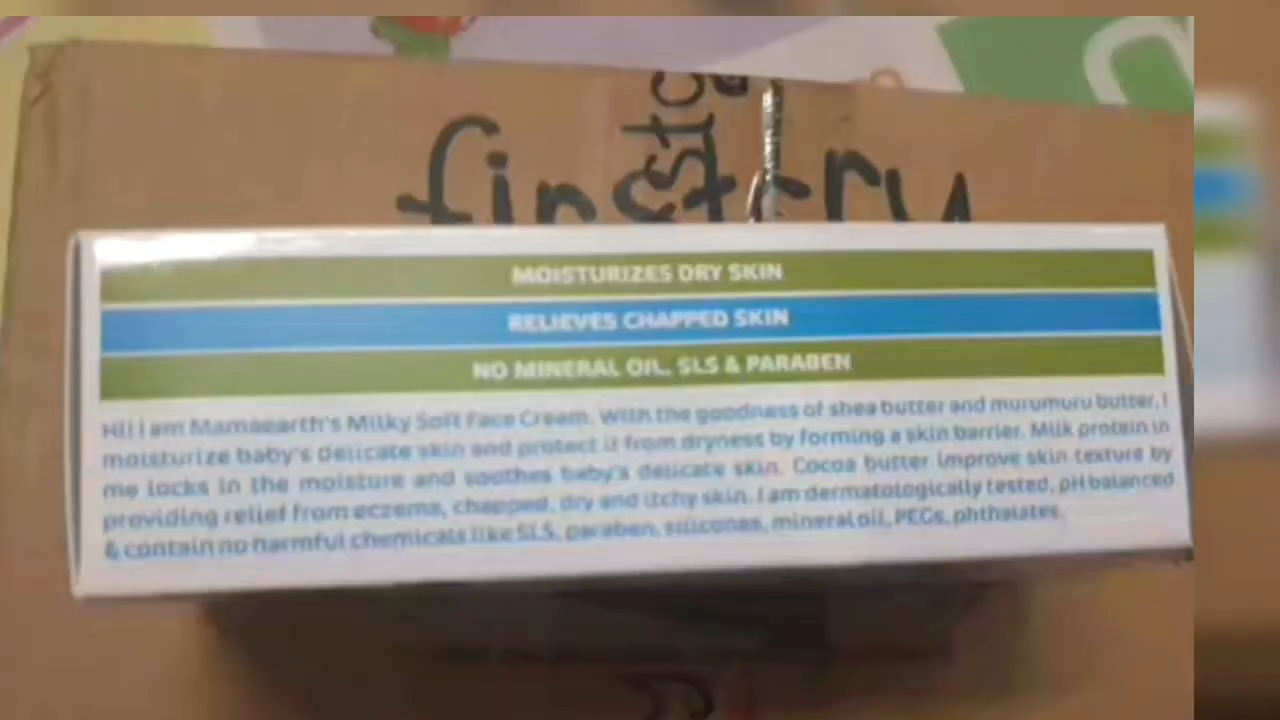 firstcry
MOISTURIZES DRY SKIN
RELIEVES CHAPPED SKIN
NO MINERAL OIL, SLS & PARABEN
Hi! I am Mamaearth's Milky Soft Face Cream. With the goodness of shea butter and murumuru butter, I
moisturize baby's delicate skin and protect it from dryness by forming a skin barrier. Milk protein in
me locks in the moisture and soothes baby's delicate skin. Cocoa butter improve skin texture by
providing relief from eczema, chapped, dry and itchy skin. I am dermatologically tested, pH balanced
& contain no harmful chemicals like SLS, paraben, silicones, mineral oil, PEGs, phthalates.